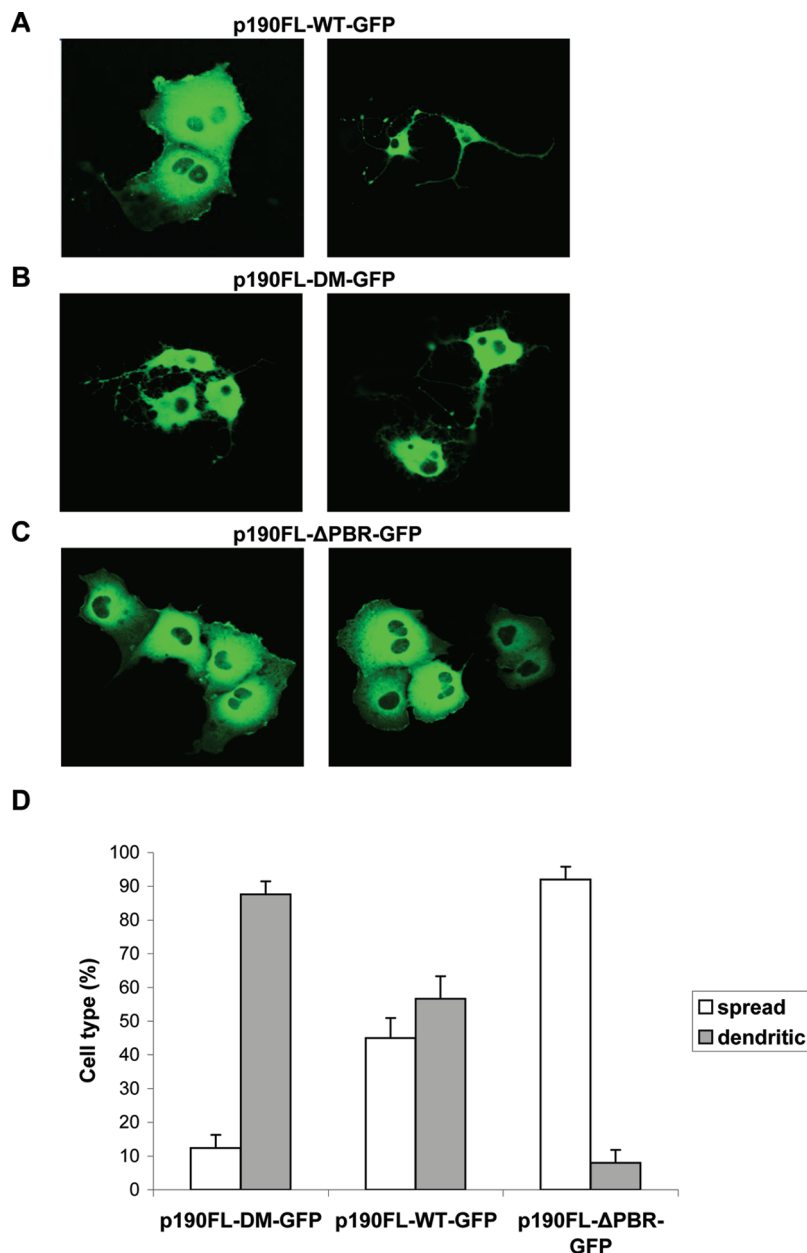 A
p190FL-WT-GFP
B
p190FL-DM-GFP
C
p190FL-ΔPBR-GFP
D
Cell type (%)
100
90
80
70
60
50
40
30
20
10
0
p190FL-DM-GFP
p190FL-WT-GFP
p190FL-ΔPBR-
GFP
spread
dendritic